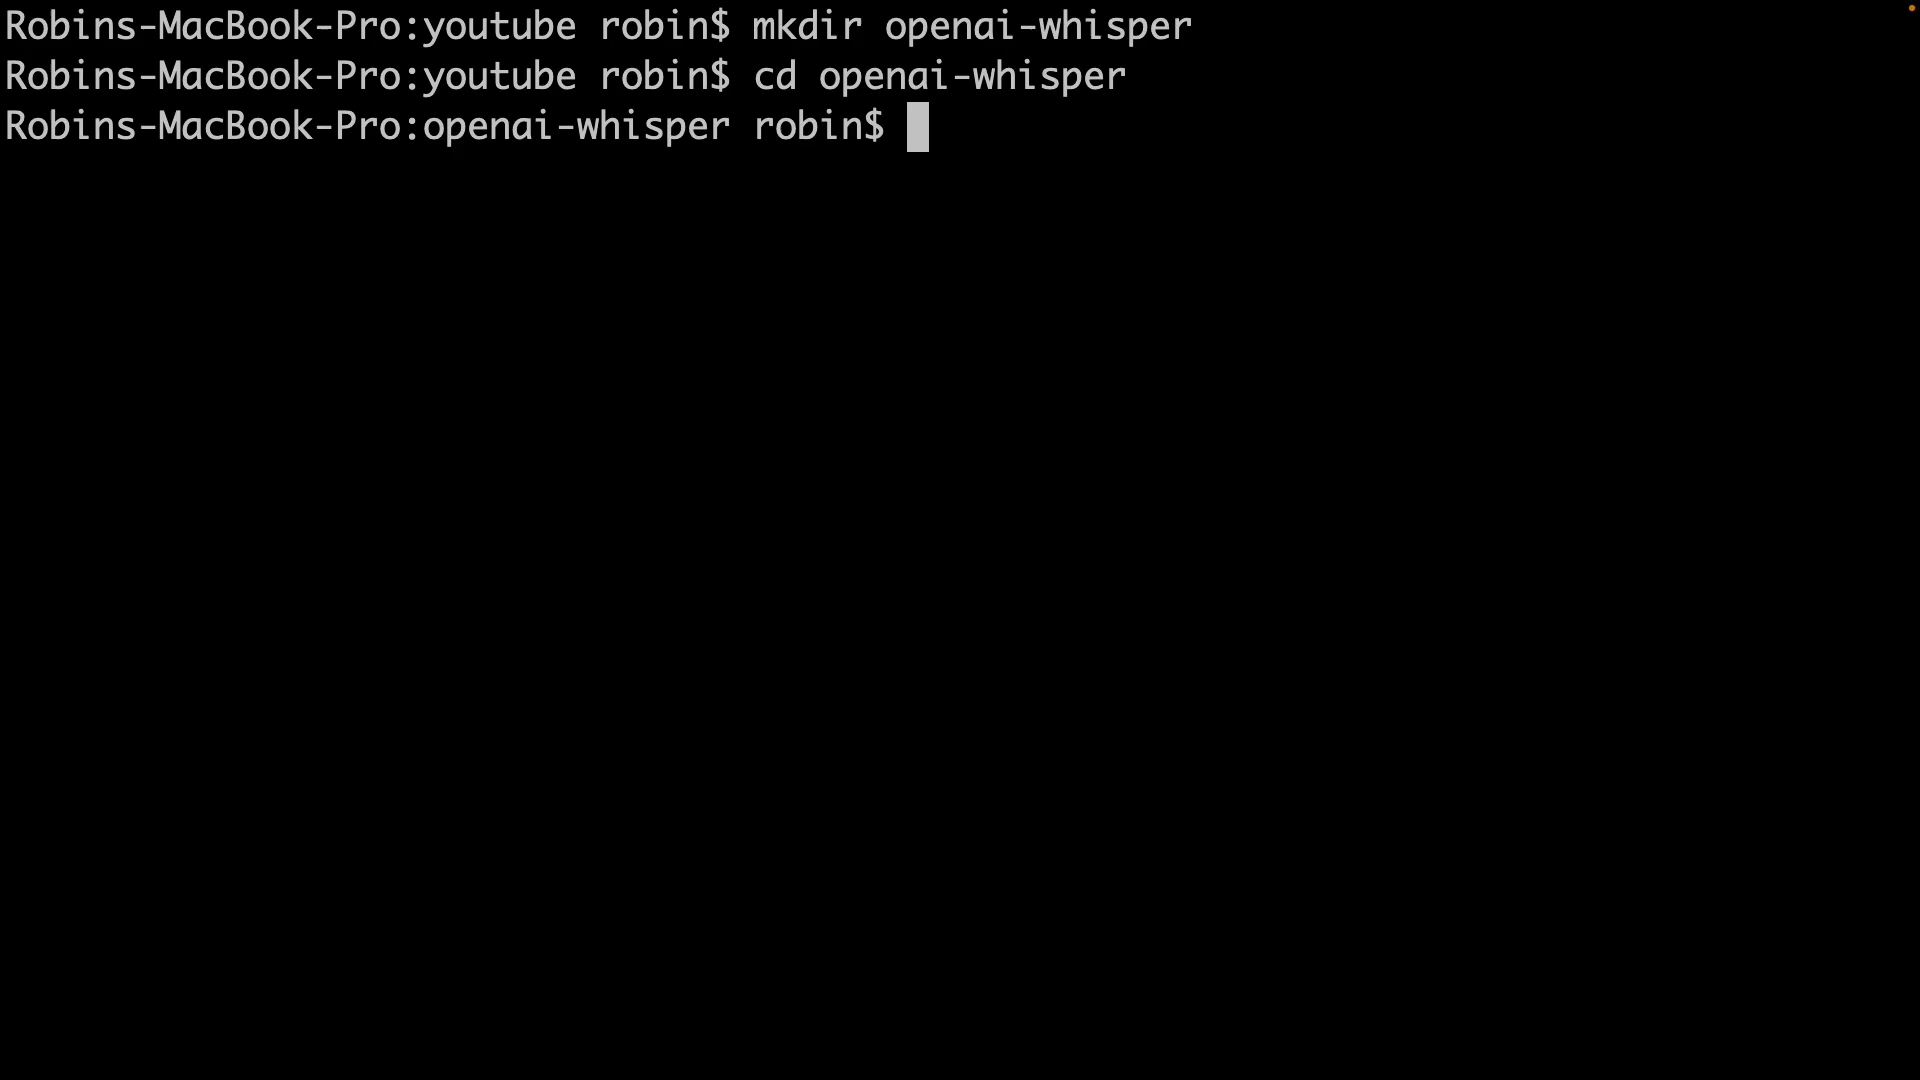 Robins-MacBook-Pro:youtube robin$ mkdir openai-whisper
Robins-MacBook-Pro:youtube robin$ cd openai-whisper
Robins-MacBook-Pro:openai-whisper robin$